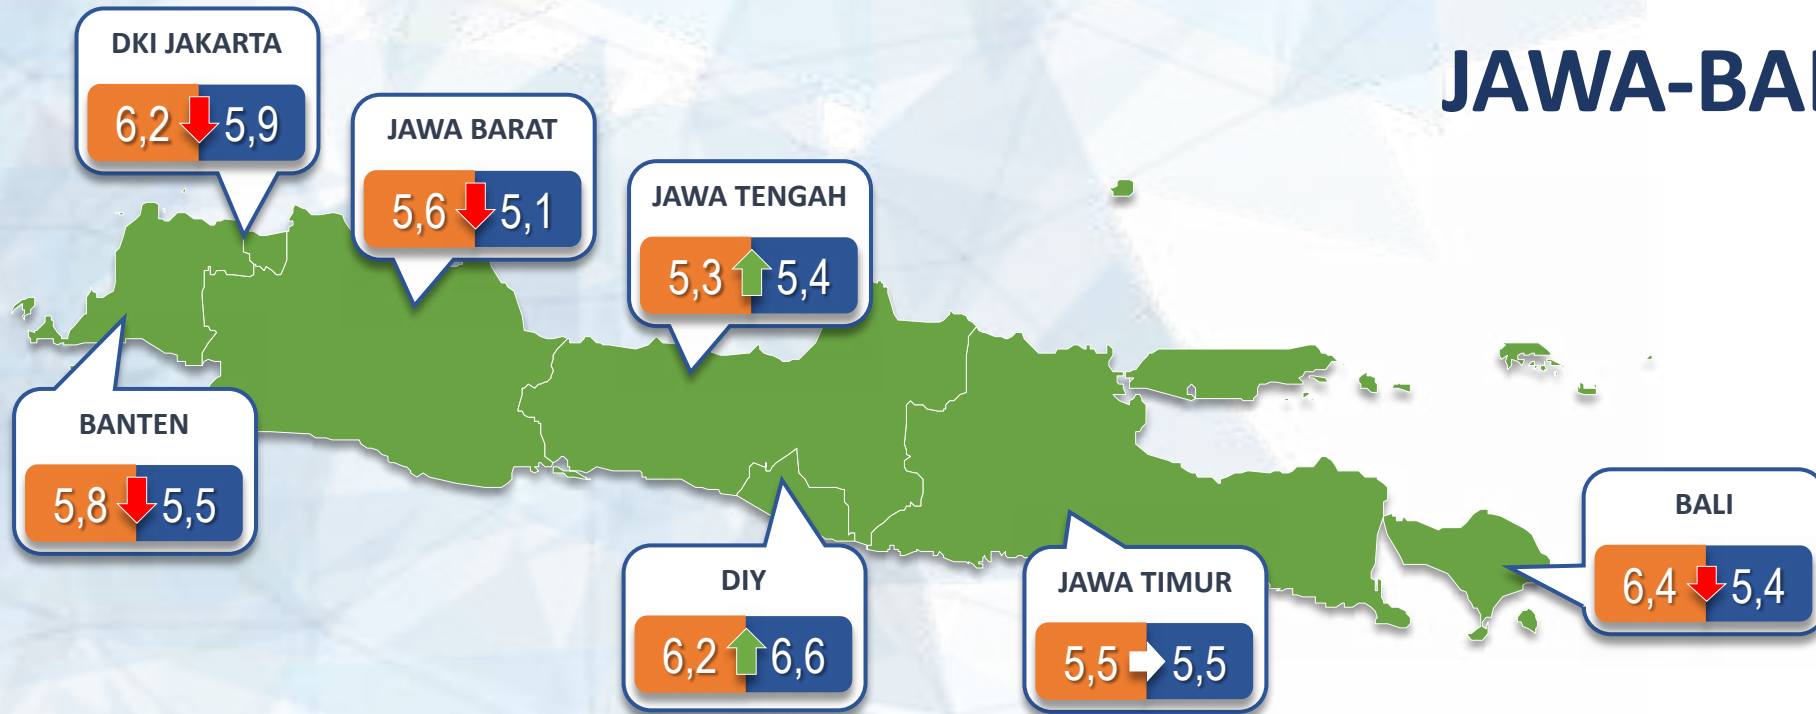 JAWA-BAL
DKI JAKARTA
6,2 5,9
JAWA BARAT
5,6 5,1
JAWA TENGAH
5,3 5,4
BANTEN
5,8 5,5
DIY
6,2 6,6
JAWA TIMUR
5,5 5,5
BALI
6,4 5,4